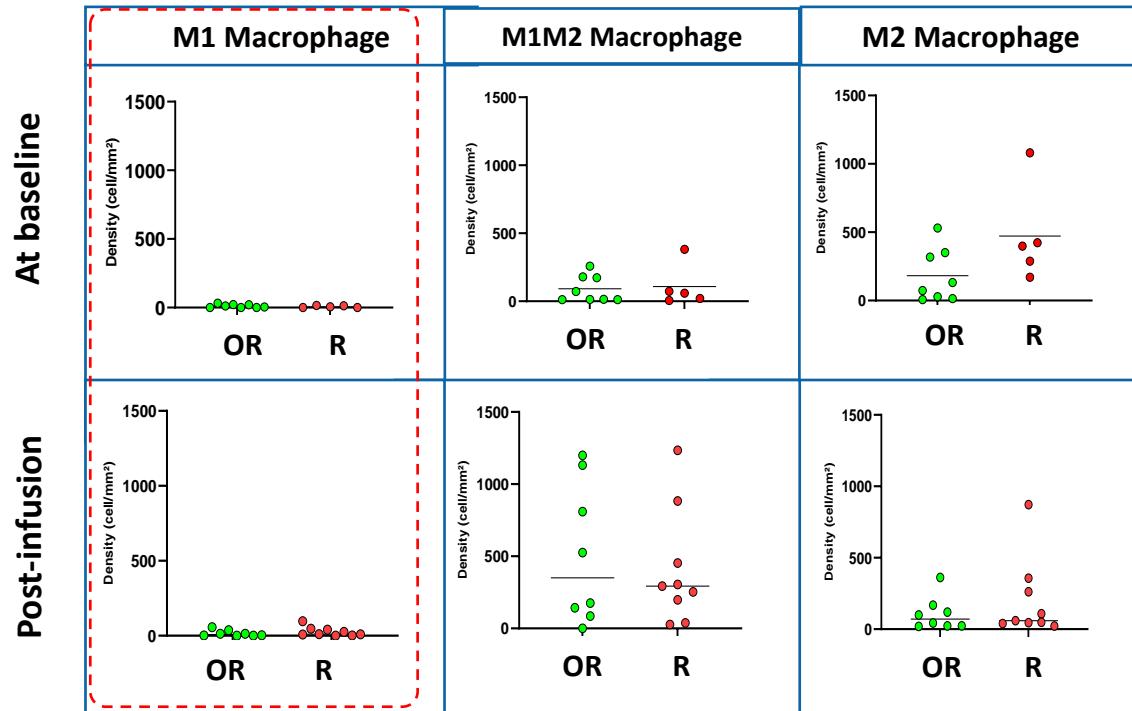 M1 Macrophage
M1M2 Macrophage
M2 Macrophage
At baseline
Density (cell/mm²)
1500
1000
500
0
OR
R
Density (cell/mm²)
1500
1000
500
0
OR
R
Density (cell/mm²)
1500
1000
500
0
OR
R
Post-infusion
Density (cell/mm²)
1500
1000
500
0
OR
R
Density (cell/mm²)
1500
1000
500
0
OR
R
Density (cell/mm²)
1500
1000
500
0
OR
R